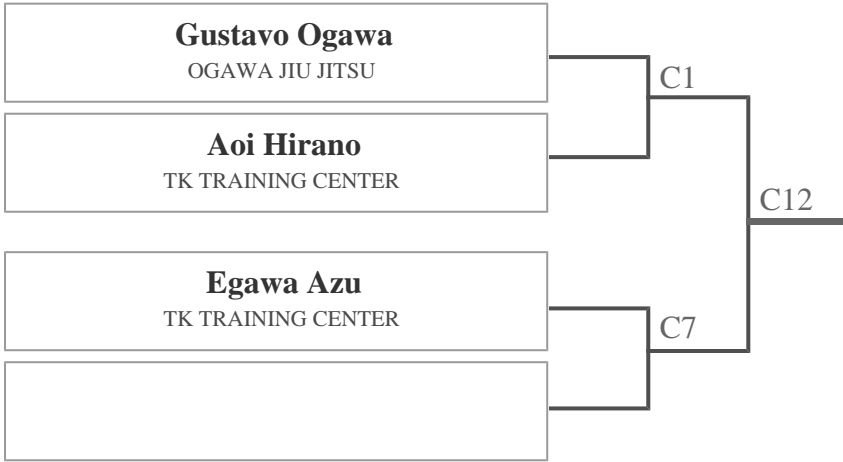 Gustavo Ogawa
OGAWA JIU JITSU
C1
Aoi Hirano
TK TRAINING CENTER
C12
Egawa Azu
TK TRAINING CENTER
C7